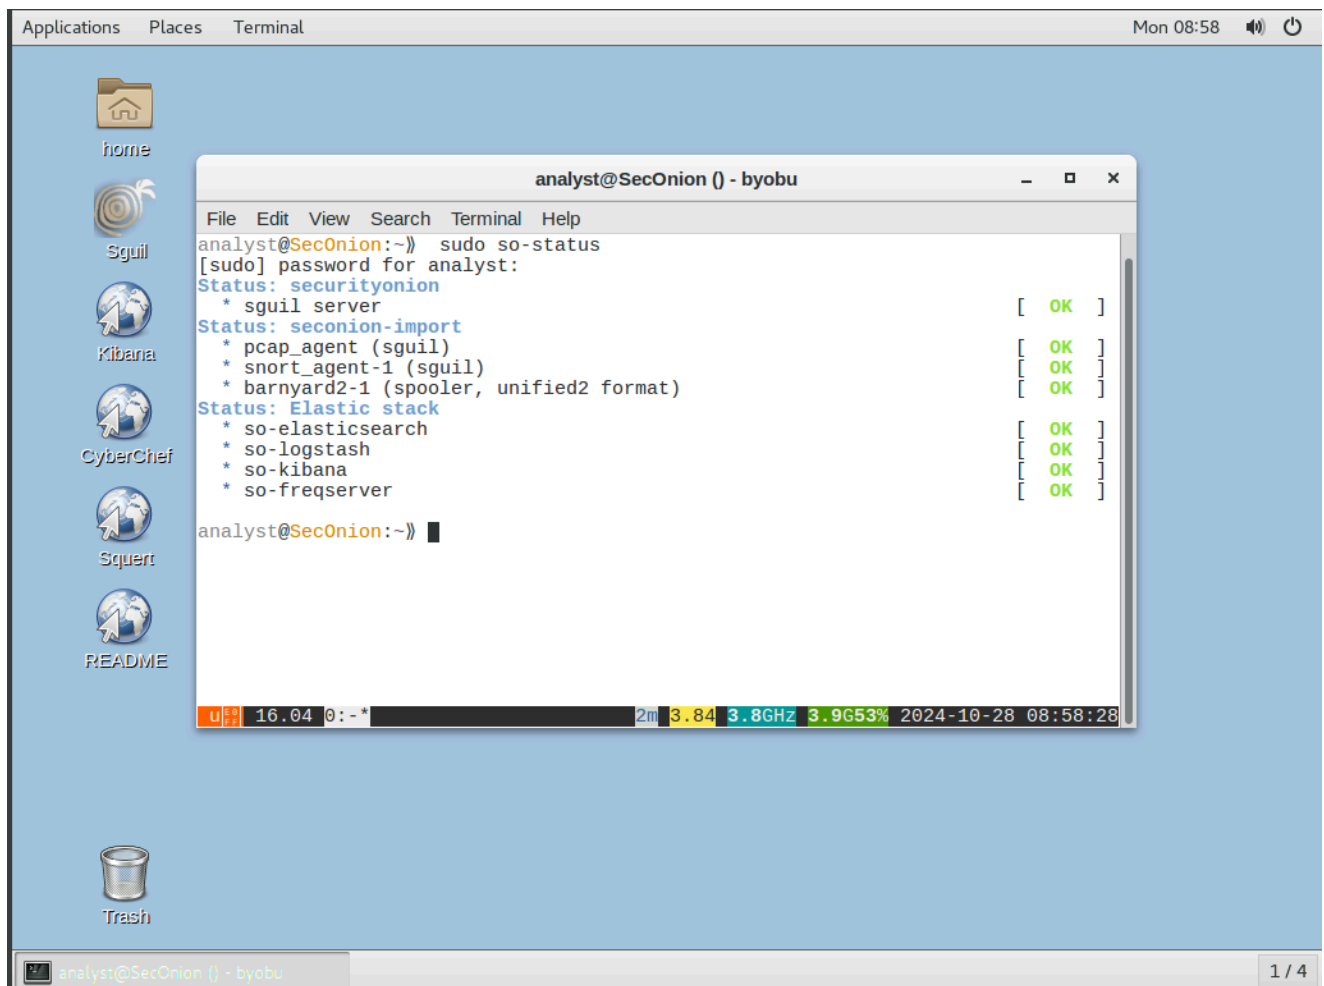 Applications Places Terminal Mon 08:58
home
Sguil
Kibana
CyberChef
Squert
README
Trash
analyst@SecOnion () - byobu
File Edit View Search Terminal Help
analyst@SecOnion:~⟫ sudo so-status
[sudo] password for analyst:
Status: securityonion
* sguil server [ OK ]
Status: seconion-import
* pcap_agent (sguil) [ OK ]
* snort_agent-1 (sguil) [ OK ]
* barnyard2-1 (spooler, unified2 format) [ OK ]
Status: Elastic stack
* so-elasticsearch [ OK ]
* so-logstash [ OK ]
* so-kibana [ OK ]
* so-freqserver [ OK ]
analyst@SecOnion:~⟫
u 16.04 0:-* 2m 3.84 3.8GHz 3.9G53% 2024-10-28 08:58:28
analyst@SecOnion () - byobu
1 / 4